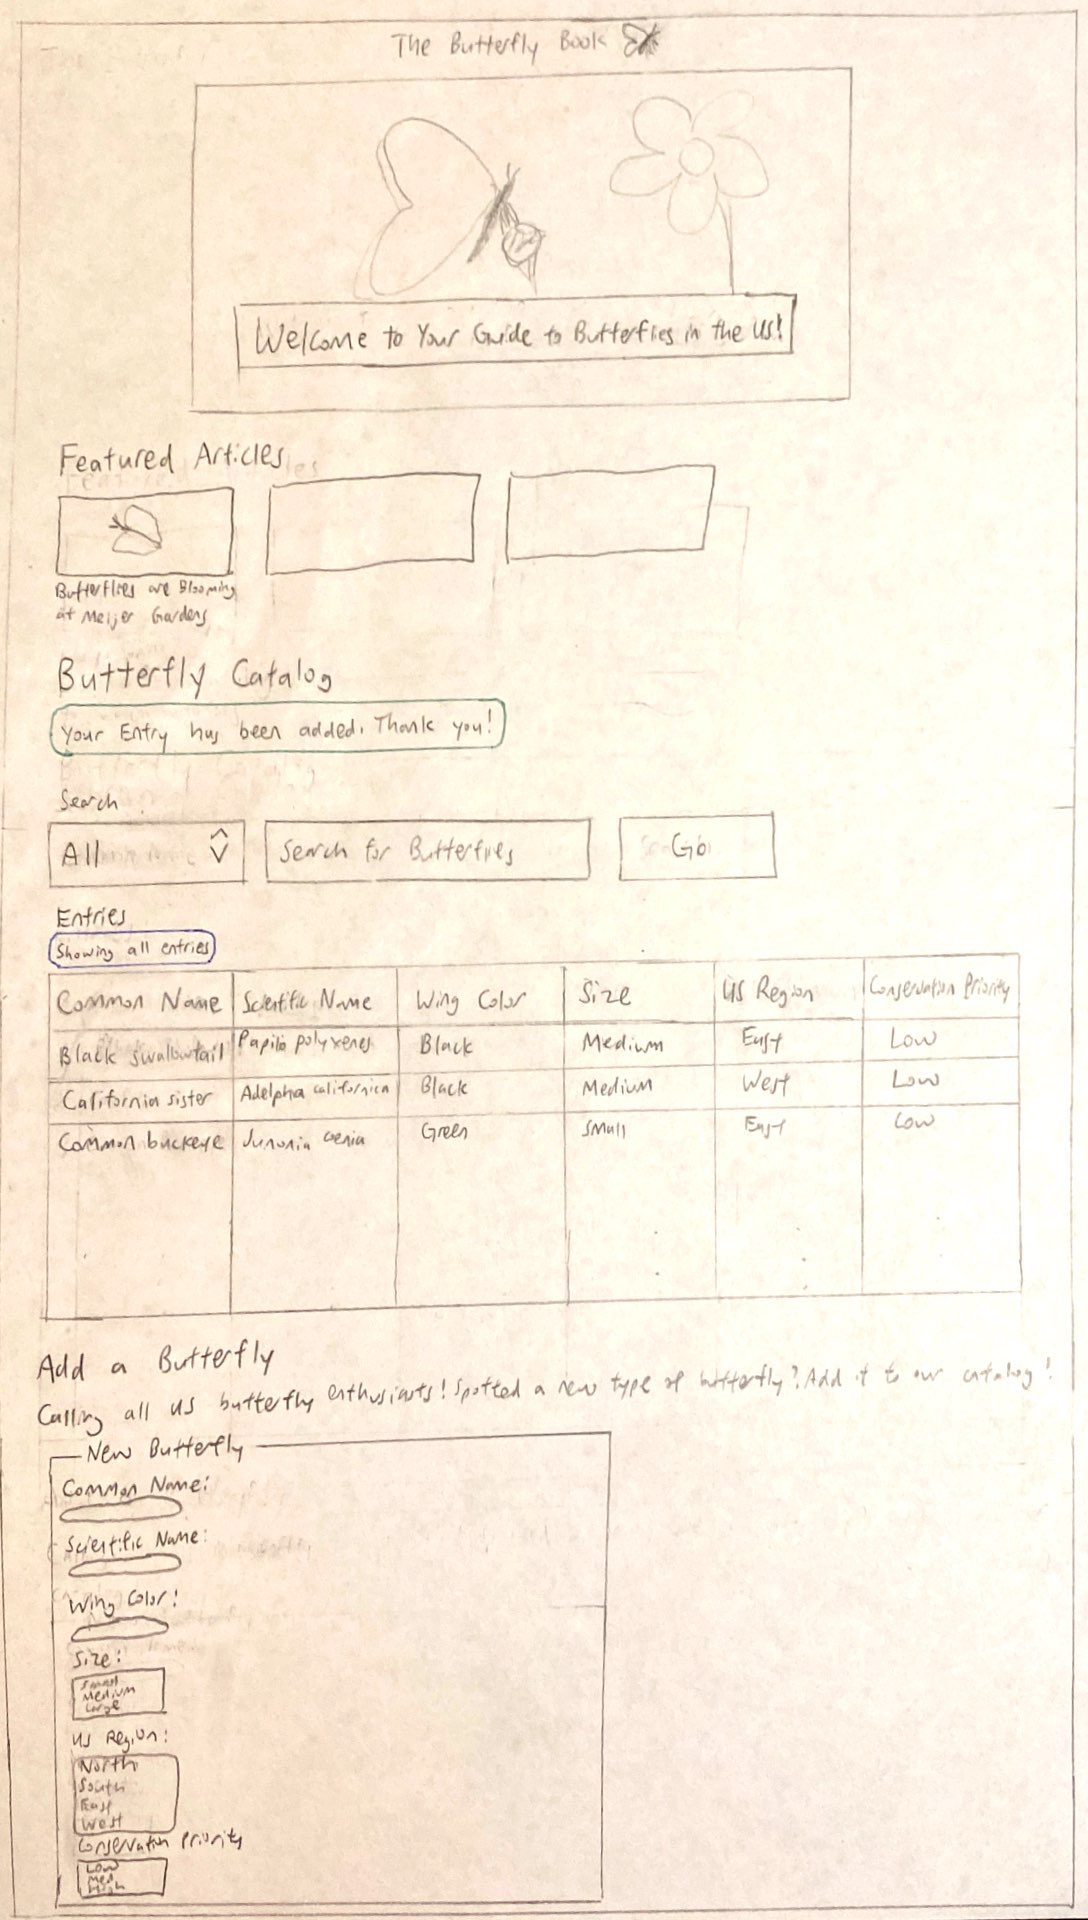 The Butterfly Book
Welcome to Your Guide to Butterflies in the US!
Featured Articles
Butterflies are Blooming
at Meijer Gardens
Butterfly Catalog
Your Entry has been added. Thank you!
Search
All
Search for Butterflies
Go
Entries
Showing all entries
Common Name Scientific Name Wing Color Size US Region Conservation Priority
Black swallowtail Papilio polyxenes Black Medium East Low
California sister Adelpha californica Black Medium West Low
Common buckeye Junonia coenia Green Small East Low
Add a Butterfly
Calling all US butterfly enthusiasts! Spotted a new type of butterfly? Add it to our catalog!
New Butterfly
Common Name:
Scientific Name:
Wing Color:
Size:
Small
Medium
Large
US Region:
North
South
East
West
Conservation Priority
Low
Med
High